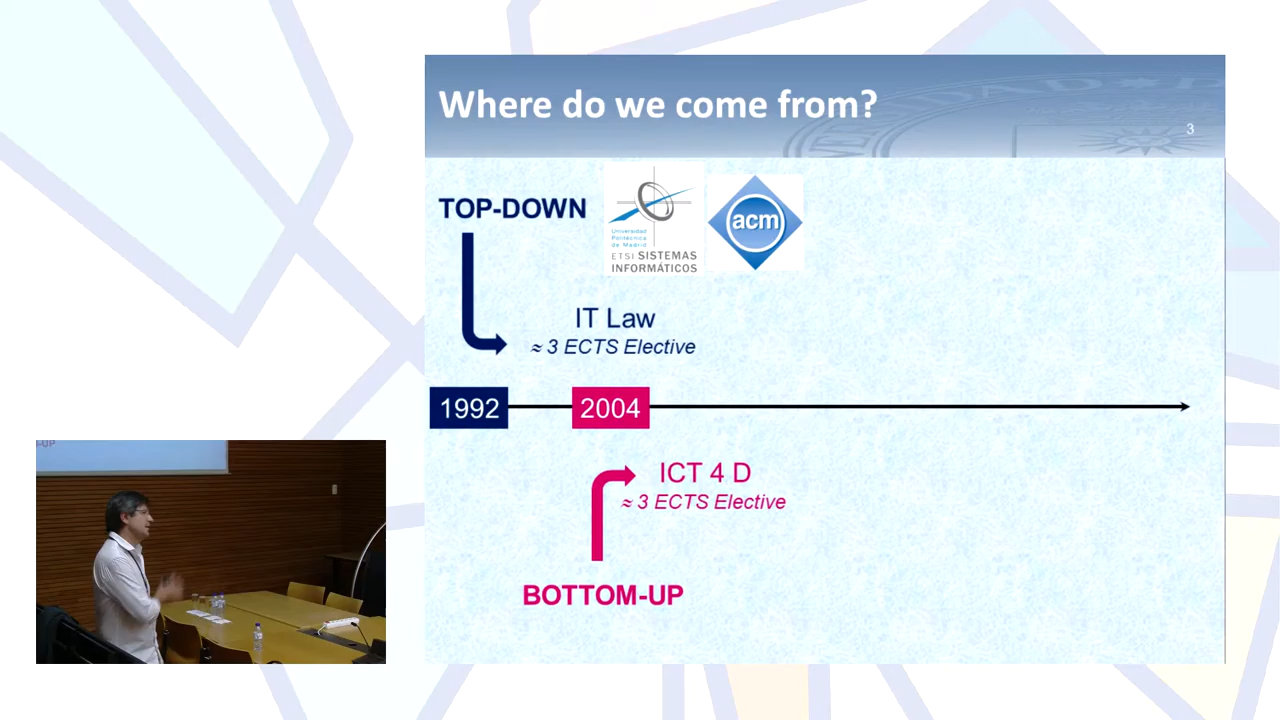 Where do we come from?
3
TOP-DOWN
Universidad
Politécnica
de Madrid
ETSI SISTEMAS
INFORMÁTICOS
acm
IT Law
≈ 3 ECTS Elective
1992
2004
ICT 4 D
≈ 3 ECTS Elective
BOTTOM-UP